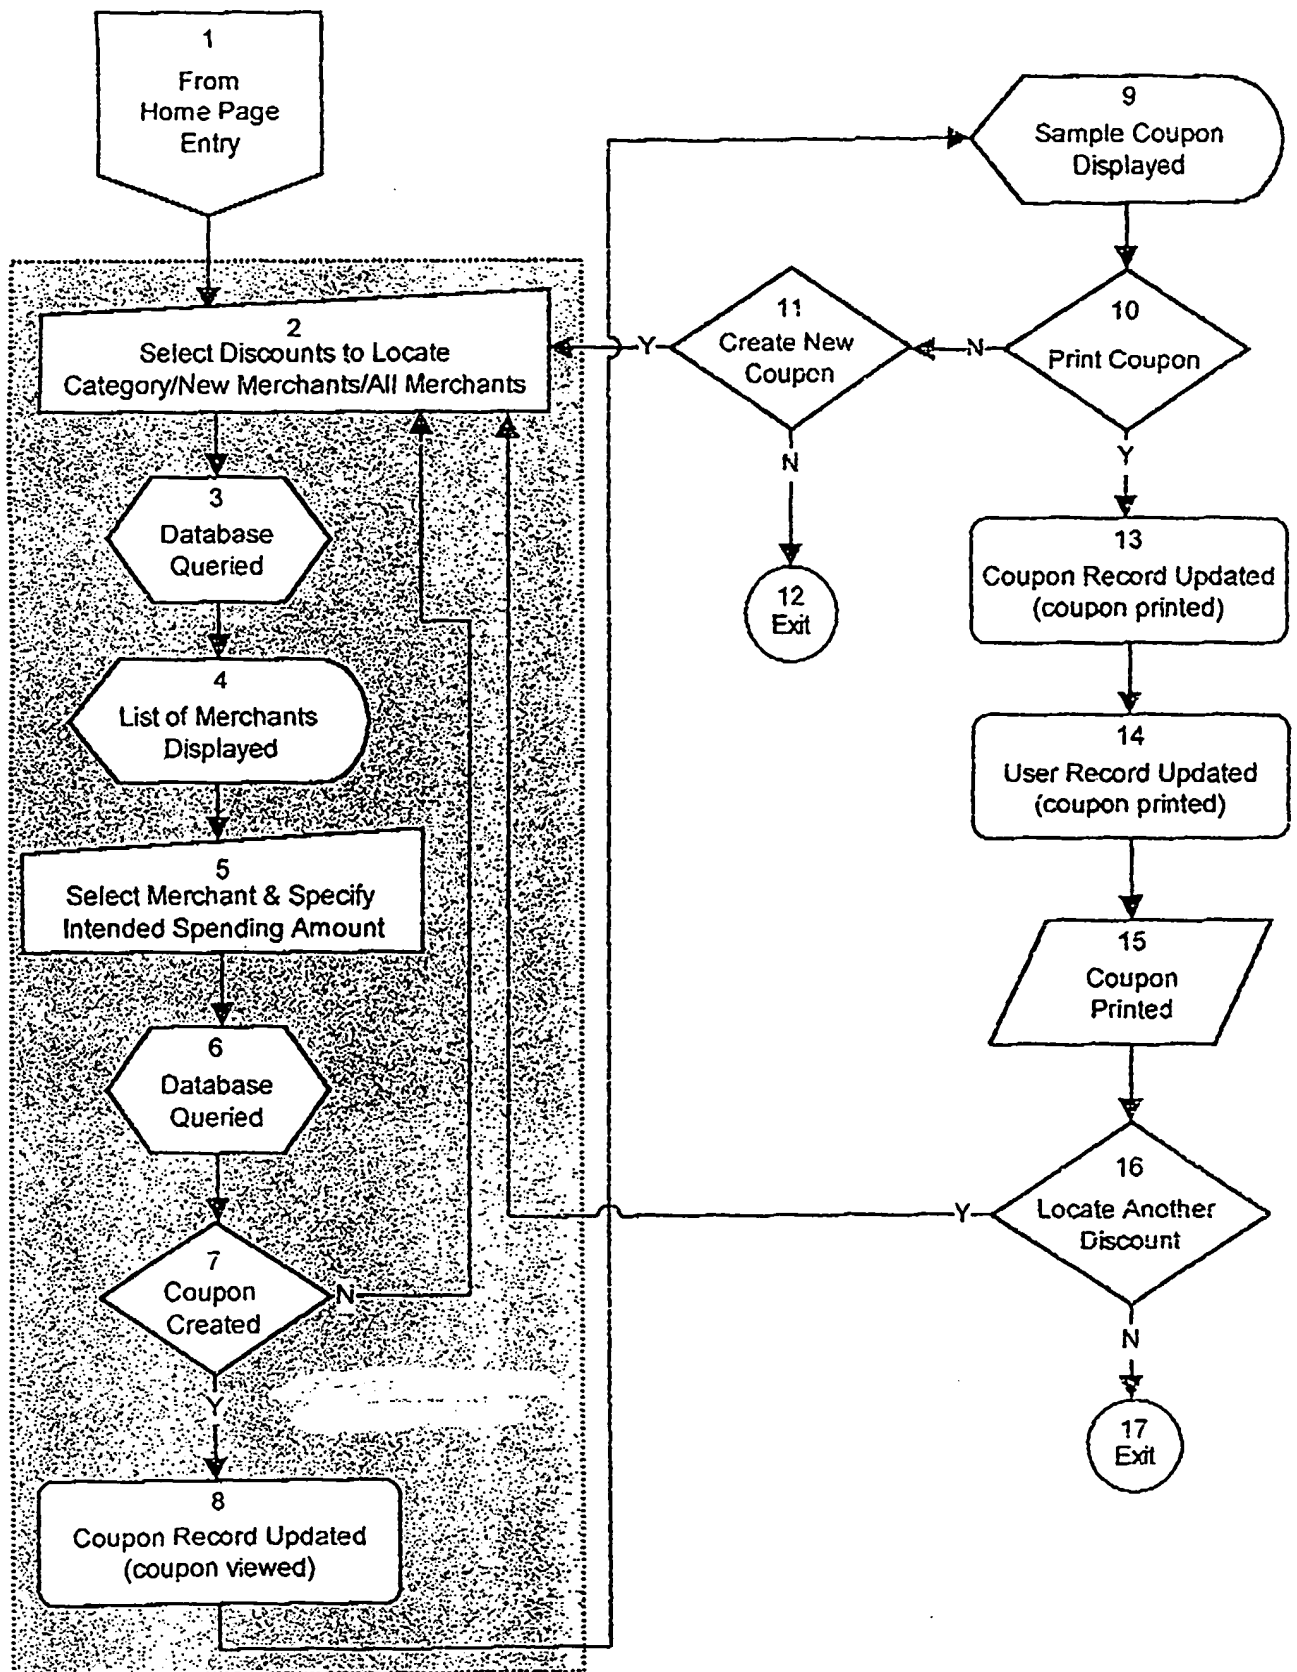 1
From
Home Page
Entry
2
Select Discounts to Locate
Category/New Merchants/All Merchants
3
Database
Queried
4
List of Merchants
Displayed
5
Select Merchant & Specify
Intended Spending Amount
6
Database
Queried
7
Coupon
Created
N
Y
8
Coupon Record Updated
(coupon viewed)
9
Sample Coupon
Displayed
10
Print Coupon
N
Y
11
Create New
Coupon
Y
N
12
Exit
13
Coupon Record Updated
(coupon printed)
14
User Record Updated
(coupon printed)
15
Coupon
Printed
16
Locate Another
Discount
Y
N
17
Exit